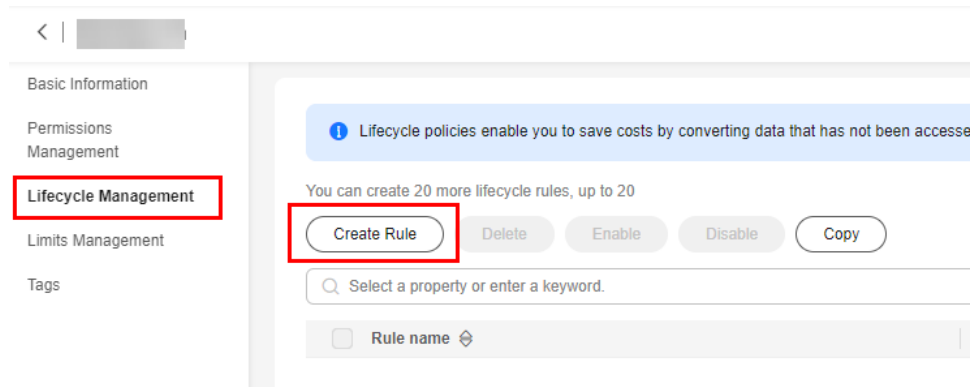 Basic Information
Permissions
Management
Lifecycle Management
Limits Management
Tags
Lifecycle policies enable you to save costs by converting data that has not been
You can create 20 more lifecycle rules, up to 20
Create Rule Delete Enable Disable Copy
Select a property or enter a keyword.
Rule name